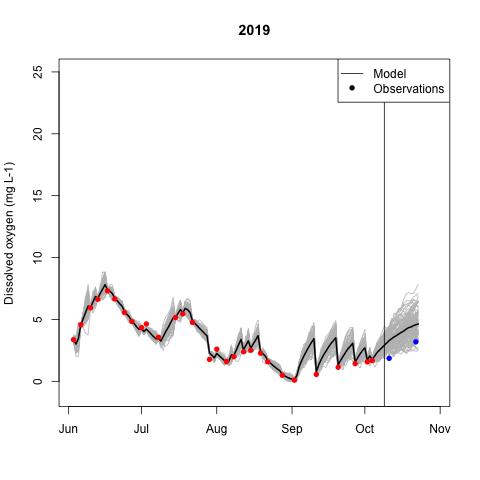 2019
Model
Observations
Dissolved oxygen (mg L-1)
25
20
15
10
5
0
Jun Jul Aug Sep Oct Nov